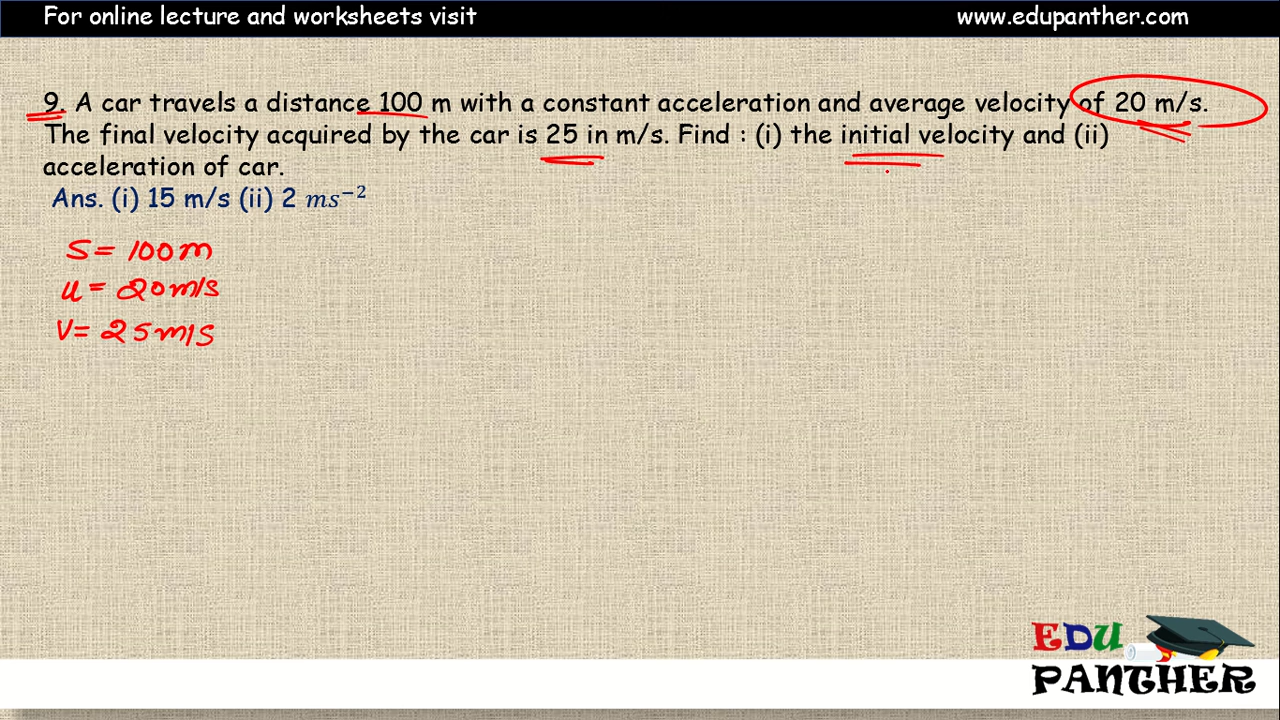 For online lecture and worksheets visit www.edupanther.com
9. A car travels a distance 100 m with a constant acceleration and average velocity of 20 m/s.
The final velocity acquired by the car is 25 in m/s. Find : (i) the initial velocity and (ii)
acceleration of car.
Ans. (i) 15 m/s (ii) 2 ms⁻²
S = 100m
u = 20m/s
V = 25m/s
EDU
PANTHER